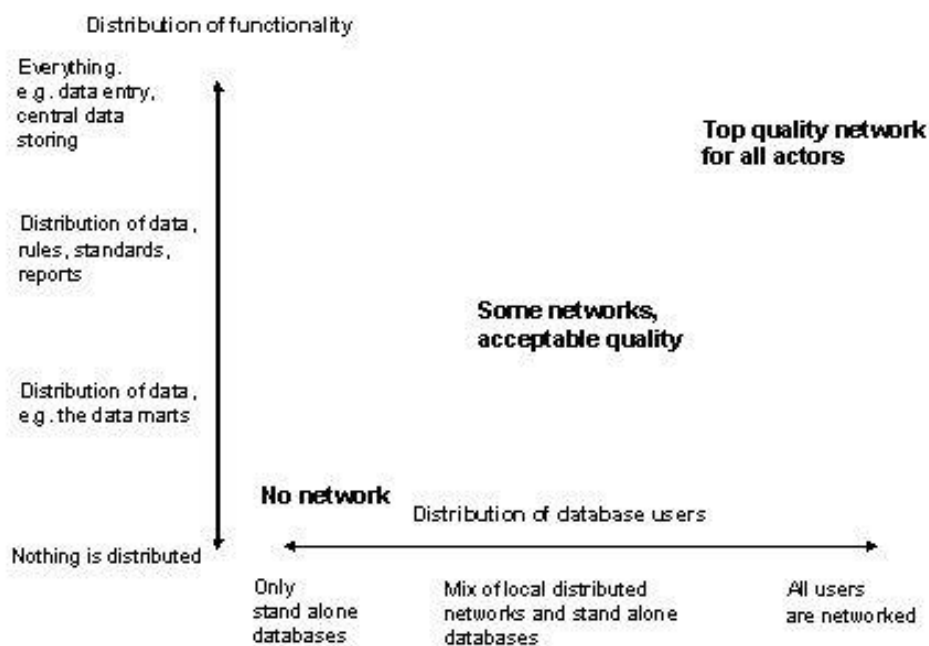 Distribution of functionality
Everything.
e.g. data entry,
central data
storing
Top quality network
for all actors
Distribution of data,
rules, standards,
reports
Some networks,
acceptable quality
Distribution of data,
e.g. the data marts
No network
Distribution of database users
Nothing is distributed
Only
stand alone
databases
Mix of local distributed
networks and stand alone
databases
All users
are networked